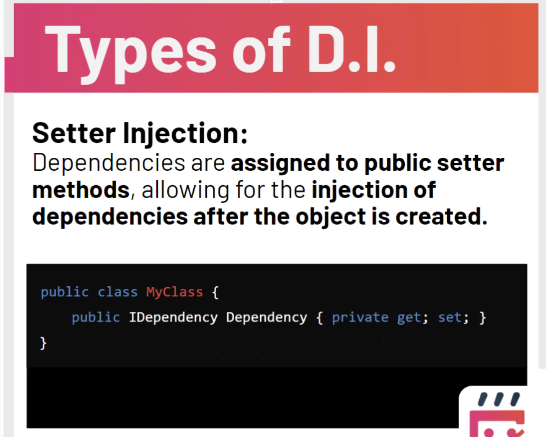 Types of D.I.
Setter Injection:
Dependencies are assigned to public setter
methods, allowing for the injection of
dependencies after the object is created.
public class MyClass {
    public IDependency Dependency { private get; set; }
}